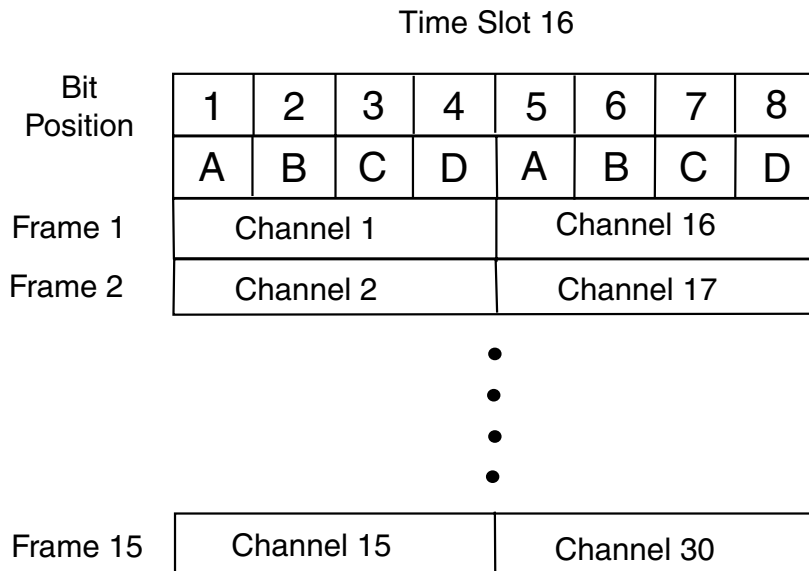 Time Slot 16
Bit
Position
1 2 3 4 5 6 7 8
A B C D A B C D
Frame 1 Channel 1 Channel 16
Frame 2 Channel 2 Channel 17
Frame 15 Channel 15 Channel 30